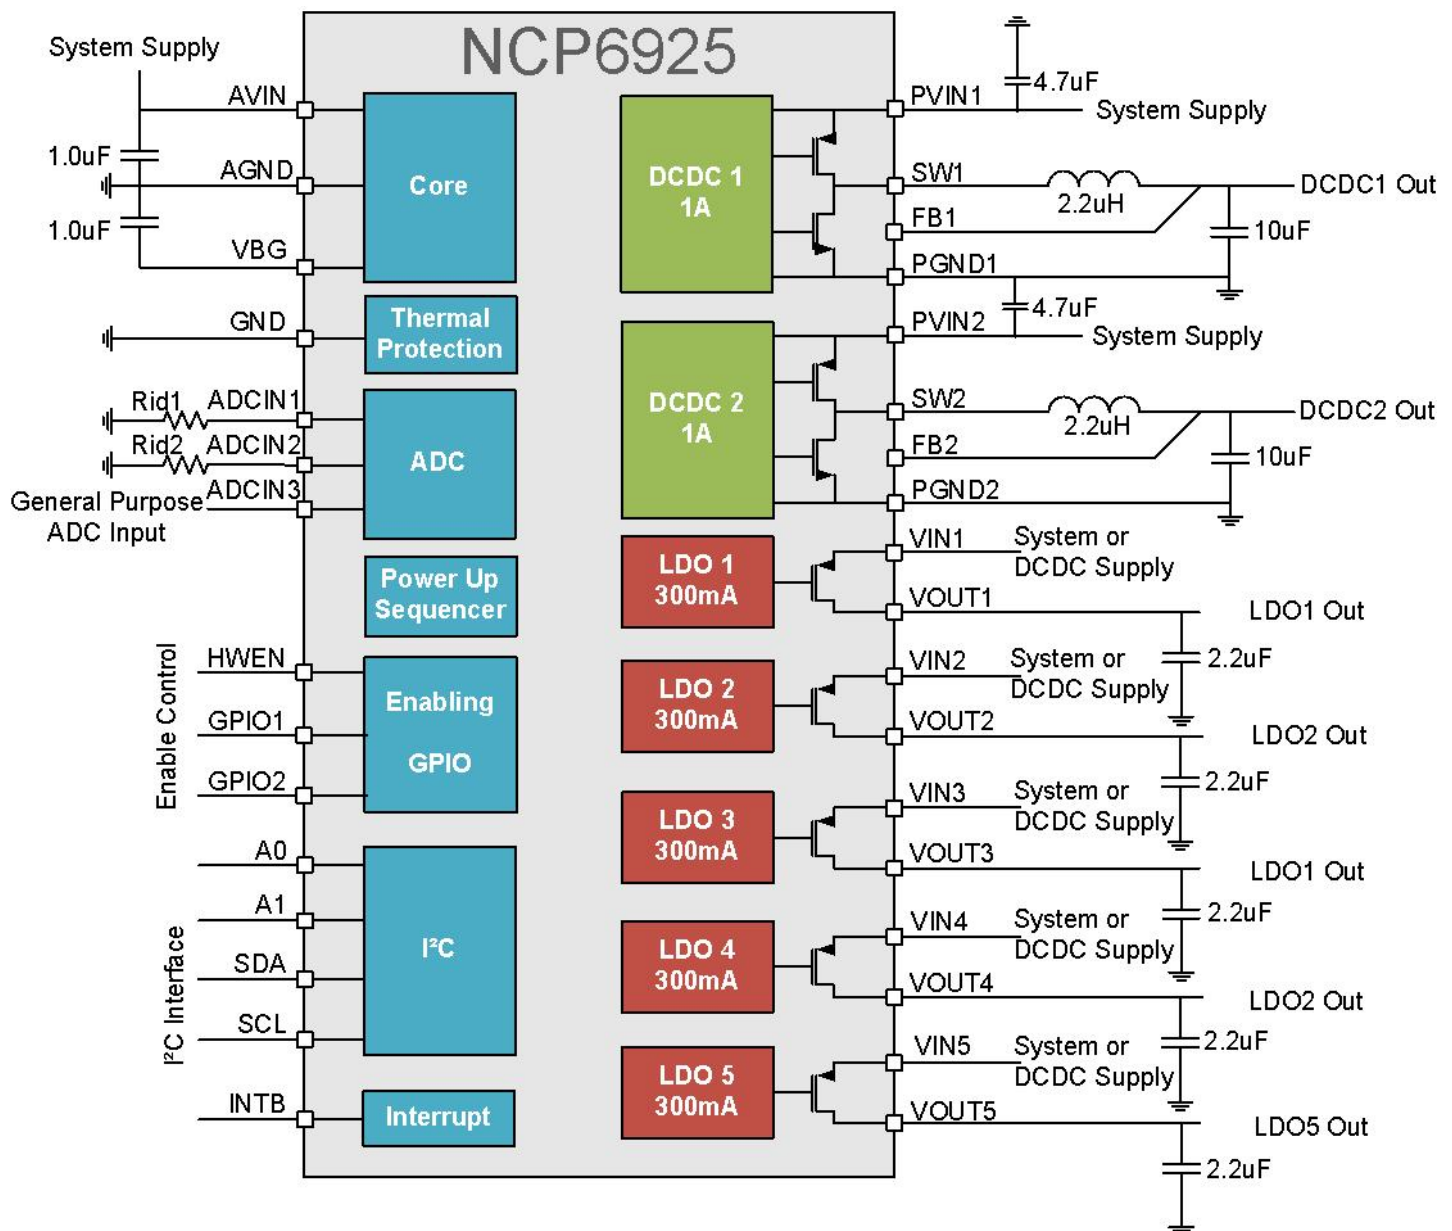 NCP6925
System Supply
AVIN
1.0uF
AGND
1.0uF
VBG
GND
Rid1
ADCIN1
Rid2
ADCIN2
ADCIN3
General Purpose
ADC Input
Enable Control
HWEN
GPIO1
GPIO2
I²C Interface
A0
A1
SDA
SCL
INTB
Core
Thermal
Protection
ADC
Power Up
Sequencer
Enabling
GPIO
I²C
Interrupt
DCDC 1
1A
DCDC 2
1A
LDO 1
300mA
LDO 2
300mA
LDO 3
300mA
LDO 4
300mA
LDO 5
300mA
PVIN1
4.7uF
System Supply
SW1
2.2uH
DCDC1 Out
FB1
10uF
PGND1
4.7uF
PVIN2
System Supply
SW2
2.2uH
DCDC2 Out
FB2
10uF
PGND2
VIN1
System or
DCDC Supply
VOUT1
LDO1 Out
2.2uF
VIN2
System or
DCDC Supply
VOUT2
LDO2 Out
2.2uF
VIN3
System or
DCDC Supply
VOUT3
LDO1 Out
2.2uF
VIN4
System or
DCDC Supply
VOUT4
LDO2 Out
2.2uF
VIN5
System or
DCDC Supply
VOUT5
LDO5 Out
2.2uF